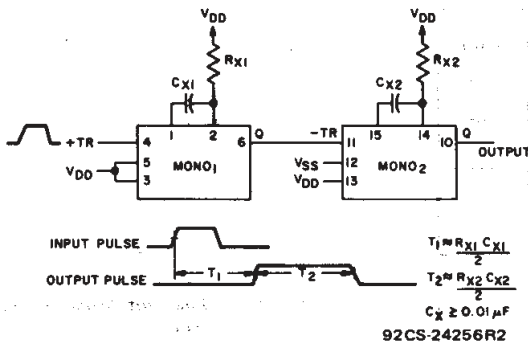 VDD VDD
RX1 RX2
CX1 CX2
1 2 15 14
+TR 4 6 Q -TR 11 10 Q OUTPUT
5 MONO1 VSS 12 MONO2
VDD 3 VDD 13
INPUT PULSE
T1 T2
OUTPUT PULSE
T1 ≈ RX1 CX1
2
T2 ≈ RX2 CX2
2
CX ≥ 0.01 μF
92CS-24256R2